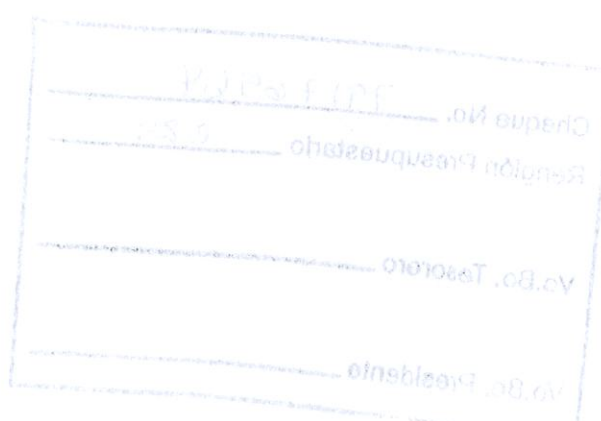 Cheque No.
Renglón Presupuestario
Vo.Bo. Tesorero
Vo.Bo. Presidente